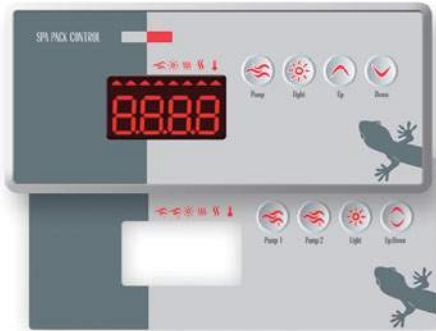 SPA PACK CONTROL
8.8.8.8
Pump Light Up Down
Pump 1 Pump 2 Light Up/Down